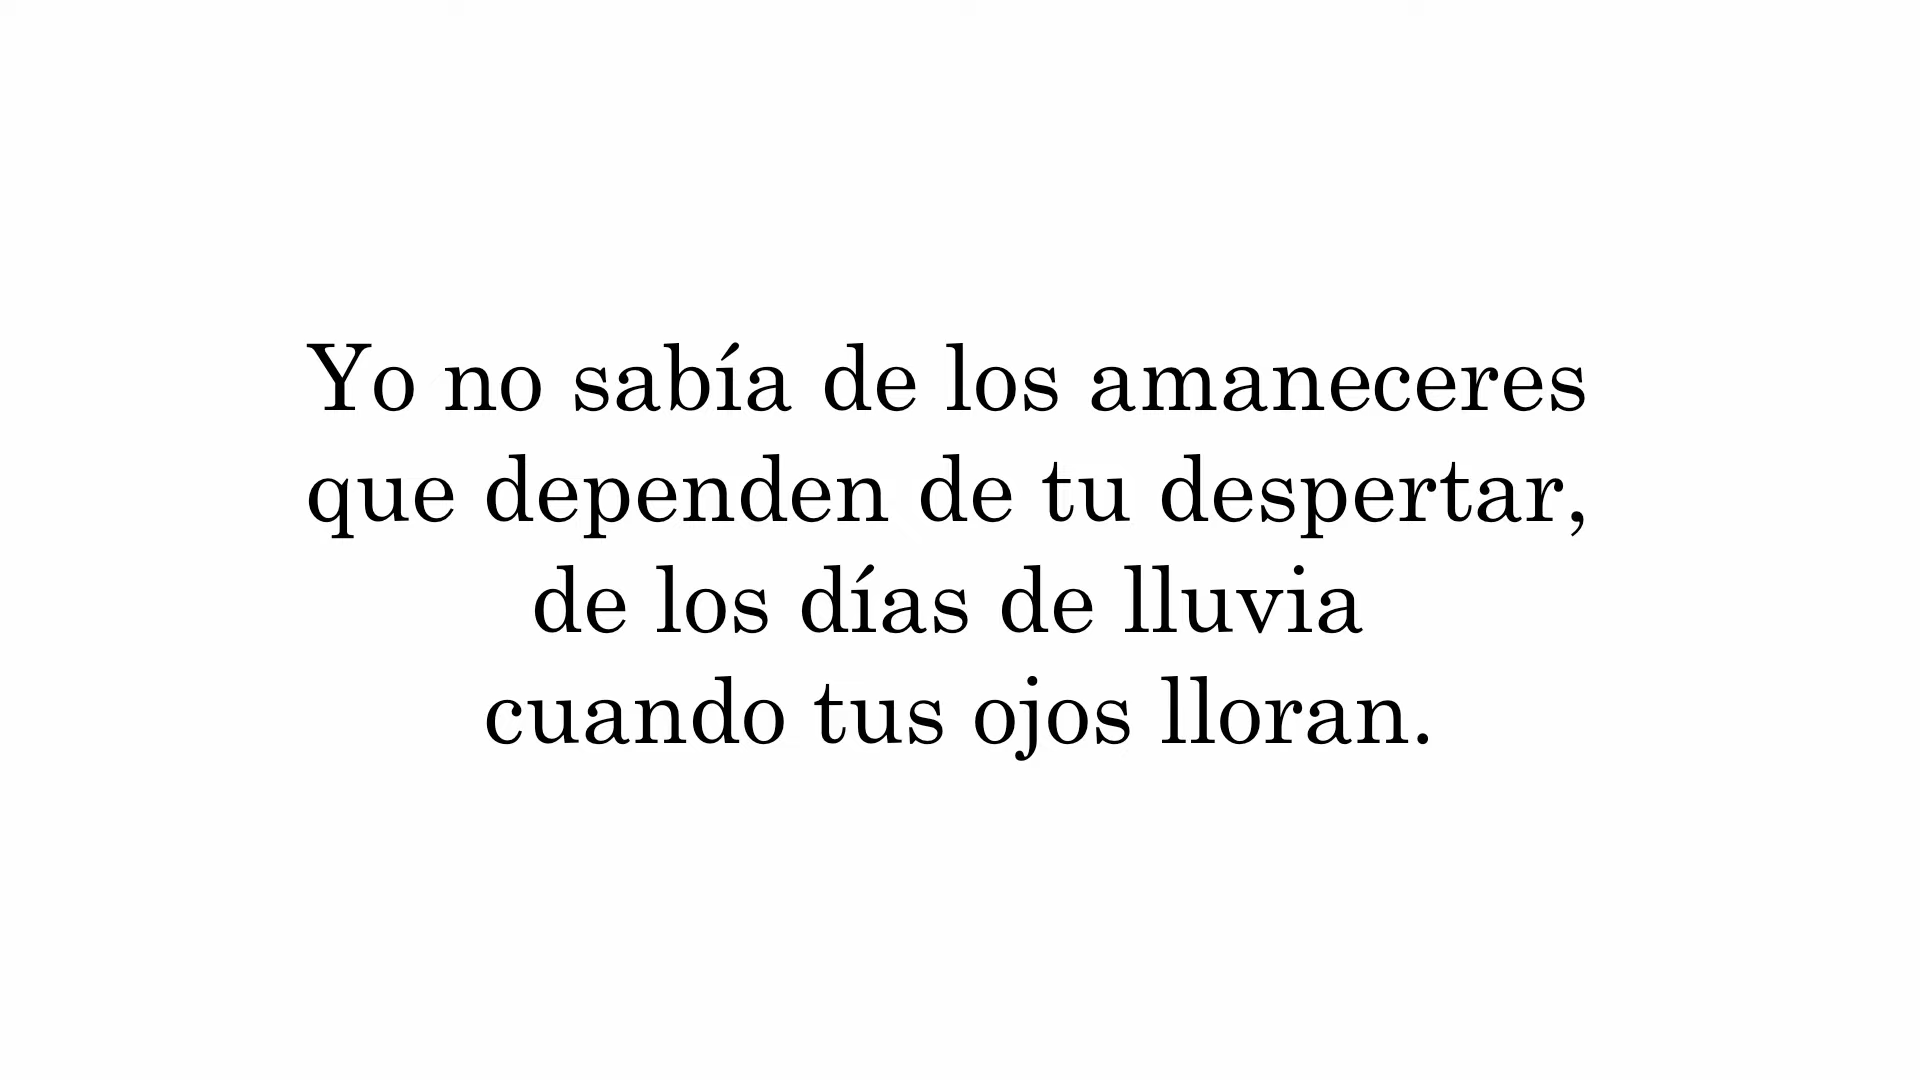 Yo no sabía de los amaneceres
que dependen de tu despertar,
de los días de lluvia
cuando tus ojos lloran.